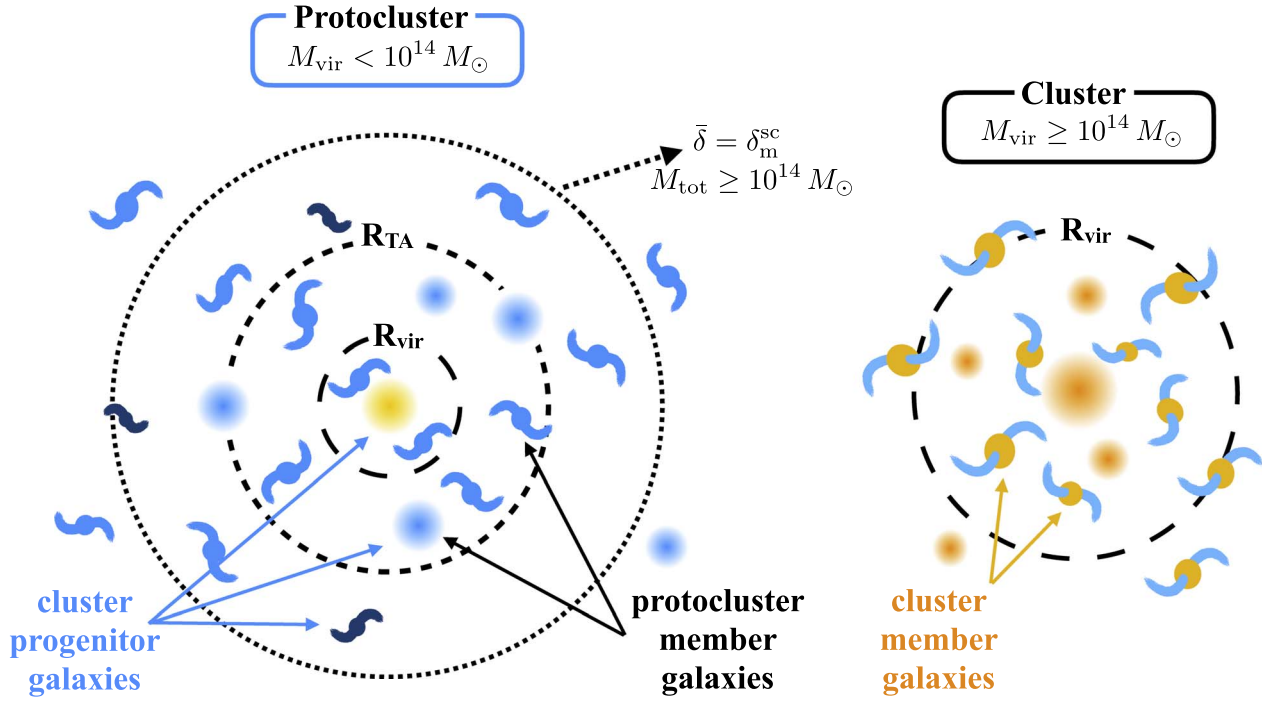 Protocluster
M_vir < 10^14 M_⊙
Cluster
M_vir ≥ 10^14 M_⊙
δ̄ = δ_m^sc
M_tot ≥ 10^14 M_⊙
R_TA
R_vir
R_vir
cluster
progenitor
galaxies
protocluster
member
galaxies
cluster
member
galaxies